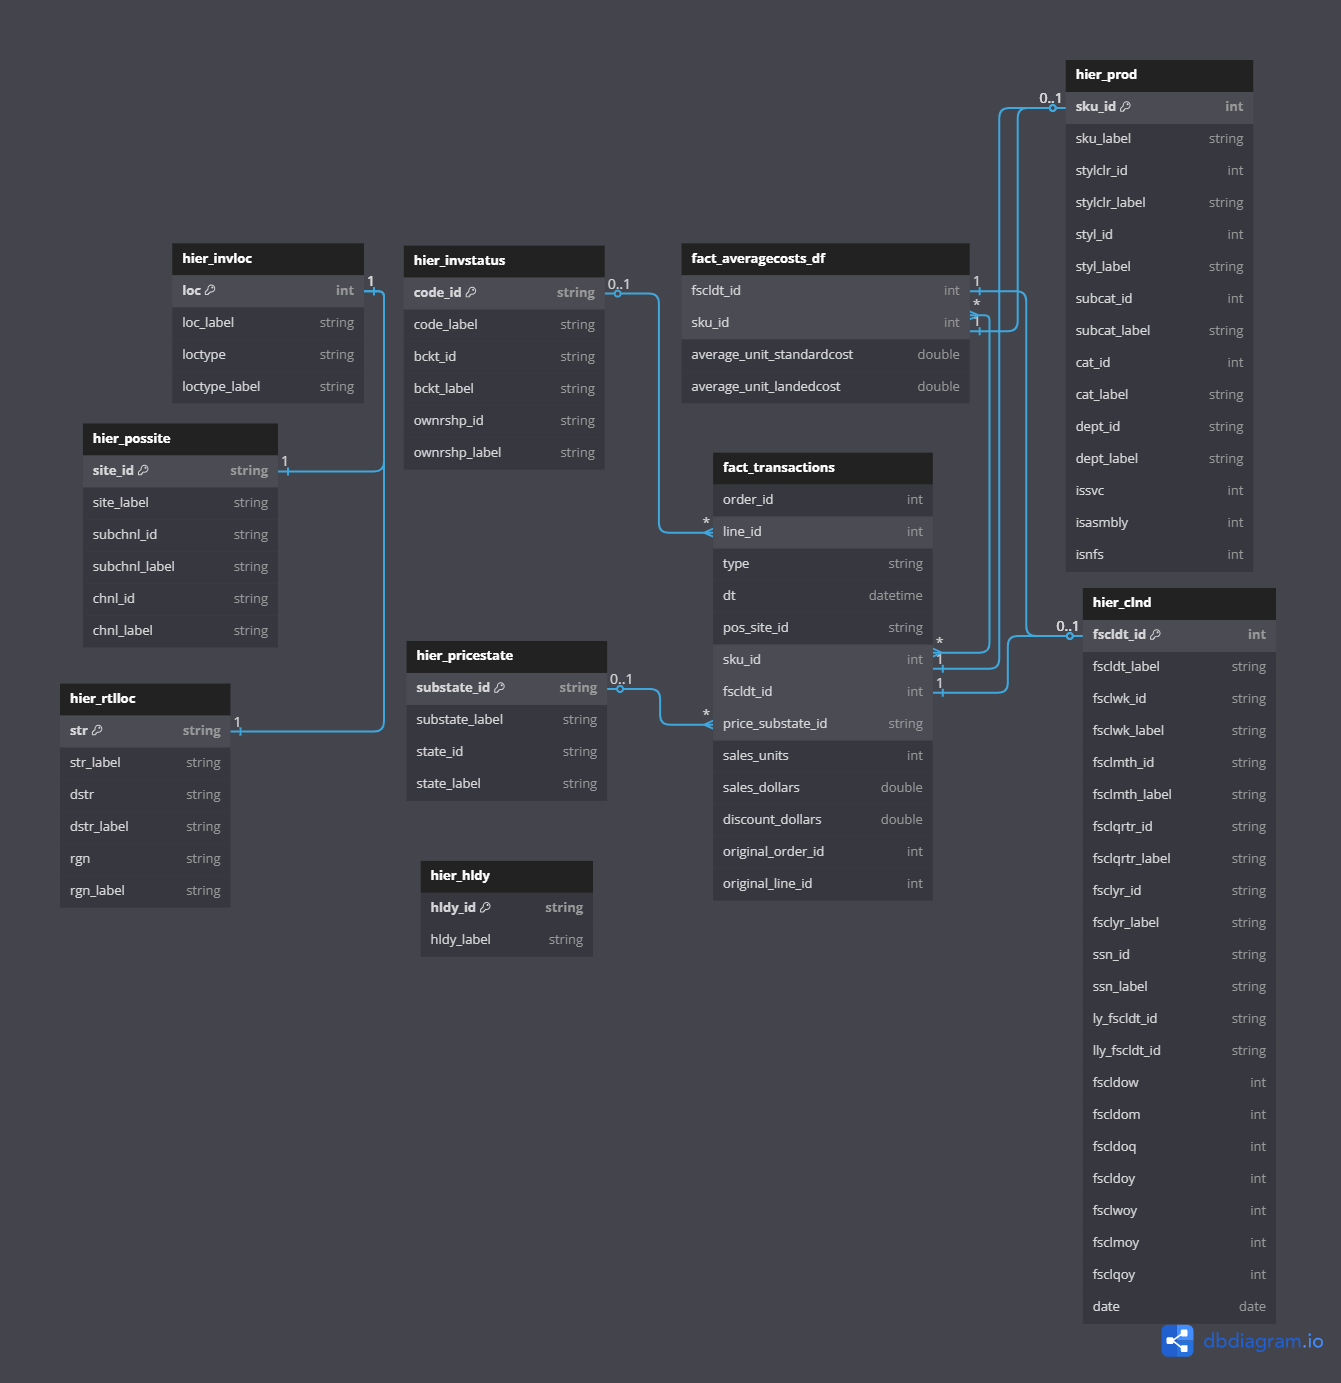 hier_prod
sku_id int
sku_label string
stylclr_id int
stylclr_label string
styl_id int
styl_label string
subcat_id int
subcat_label string
cat_id int
cat_label string
dept_id string
dept_label string
issvc int
isasmbly int
isnfs int
0..1
hier_invloc
loc int
loc_label string
loctype string
loctype_label string
1
hier_invstatus
code_id string
code_label string
bckt_id string
bckt_label string
ownrshp_id string
ownrshp_label string
0..1
fact_averagecosts_df
fscldt_id int
sku_id int
average_unit_standardcost double
average_unit_landedcost double
1
*
1
hier_possite
site_id string
site_label string
subchnl_id string
subchnl_label string
chnl_id string
chnl_label string
1
fact_transactions
order_id int
line_id int
type string
dt datetime
pos_site_id string
sku_id int
fscldt_id int
price_substate_id string
sales_units int
sales_dollars double
discount_dollars double
original_order_id int
original_line_id int
*
*
*
1
1
hier_rtlloc
str string
str_label string
dstr string
dstr_label string
rgn string
rgn_label string
1
hier_pricestate
substate_id string
substate_label string
state_id string
state_label string
0..1
hier_hldy
hldy_id string
hldy_label string
hier_clnd
fscldt_id int
fscldt_label string
fsclwk_id string
fsclwk_label string
fsclmth_id string
fsclmth_label string
fsclqrtr_id string
fsclqrtr_label string
fsclyr_id string
fsclyr_label string
ssn_id string
ssn_label string
ly_fscldt_id string
lly_fscldt_id string
fscldow int
fscldom int
fscldoq int
fscldoy int
fsclwoy int
fsclmoy int
fsclqoy int
date date
0..1
dbdiagram.io